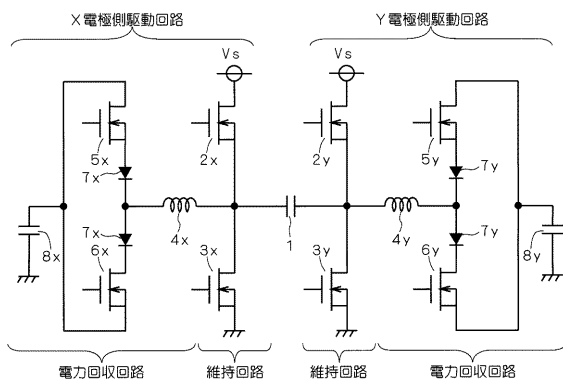 X電極側駆動回路 Y電極側駆動回路
Vs Vs
5x 2x 2y 5y
7x 7y
7x 4x 1 4y 7y
8x 6x 3x 3y 6y 8y
電力回収回路 維持回路 維持回路 電力回収回路